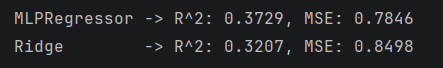 MLPRegressor -> R^2: 0.3729, MSE: 0.7846
Ridge        -> R^2: 0.3207, MSE: 0.8498